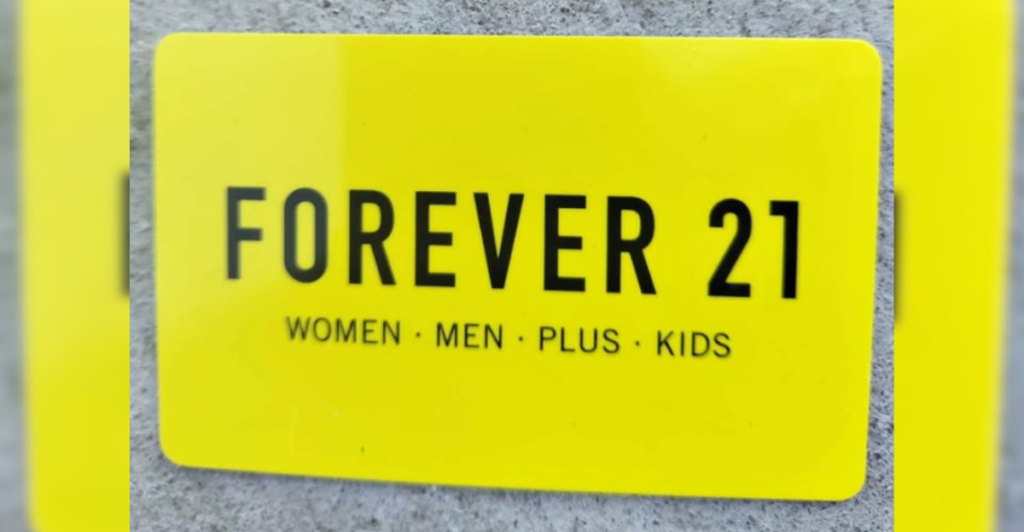 FOREVER 21
WOMEN · MEN · PLUS · KIDS